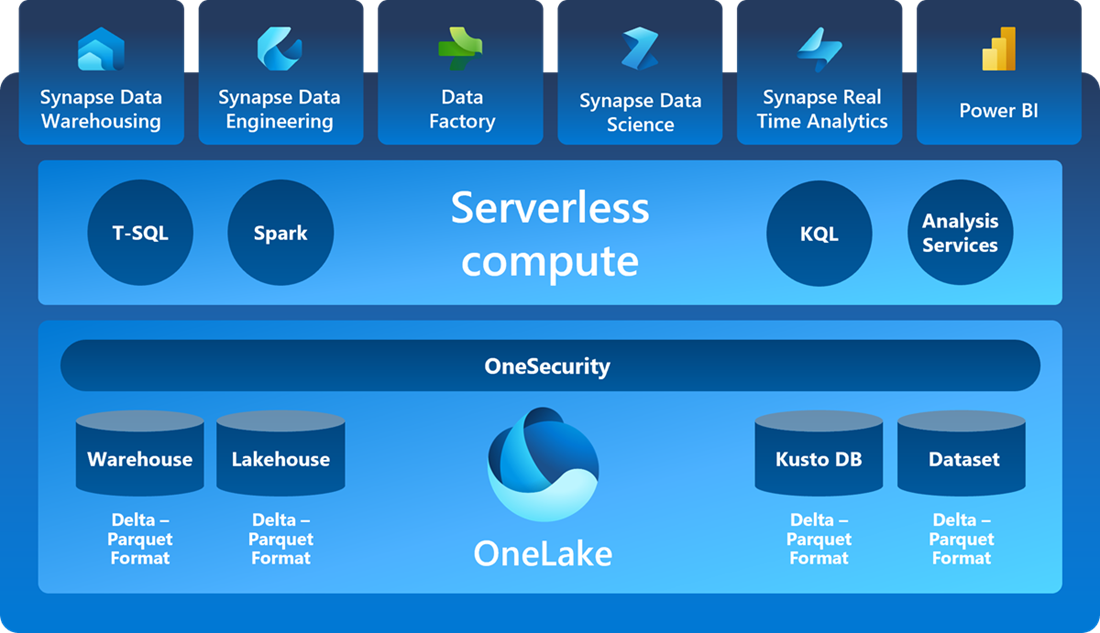 Synapse Data
Warehousing
Synapse Data
Engineering
Data
Factory
Synapse Data
Science
Synapse Real
Time Analytics
Power BI
T-SQL
Spark
Serverless
compute
KQL
Analysis
Services
OneSecurity
Warehouse
Lakehouse
Kusto DB
Dataset
Delta –
Parquet
Format
Delta –
Parquet
Format
OneLake
Delta –
Parquet
Format
Delta –
Parquet
Format